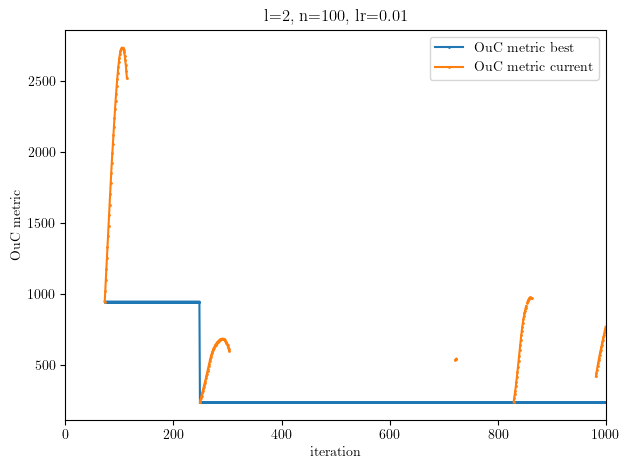 l=2, n=100, lr=0.01
OuC metric best
OuC metric current
OuC metric
2500
2000
1500
1000
500
0
200
400
600
800
1000
iteration